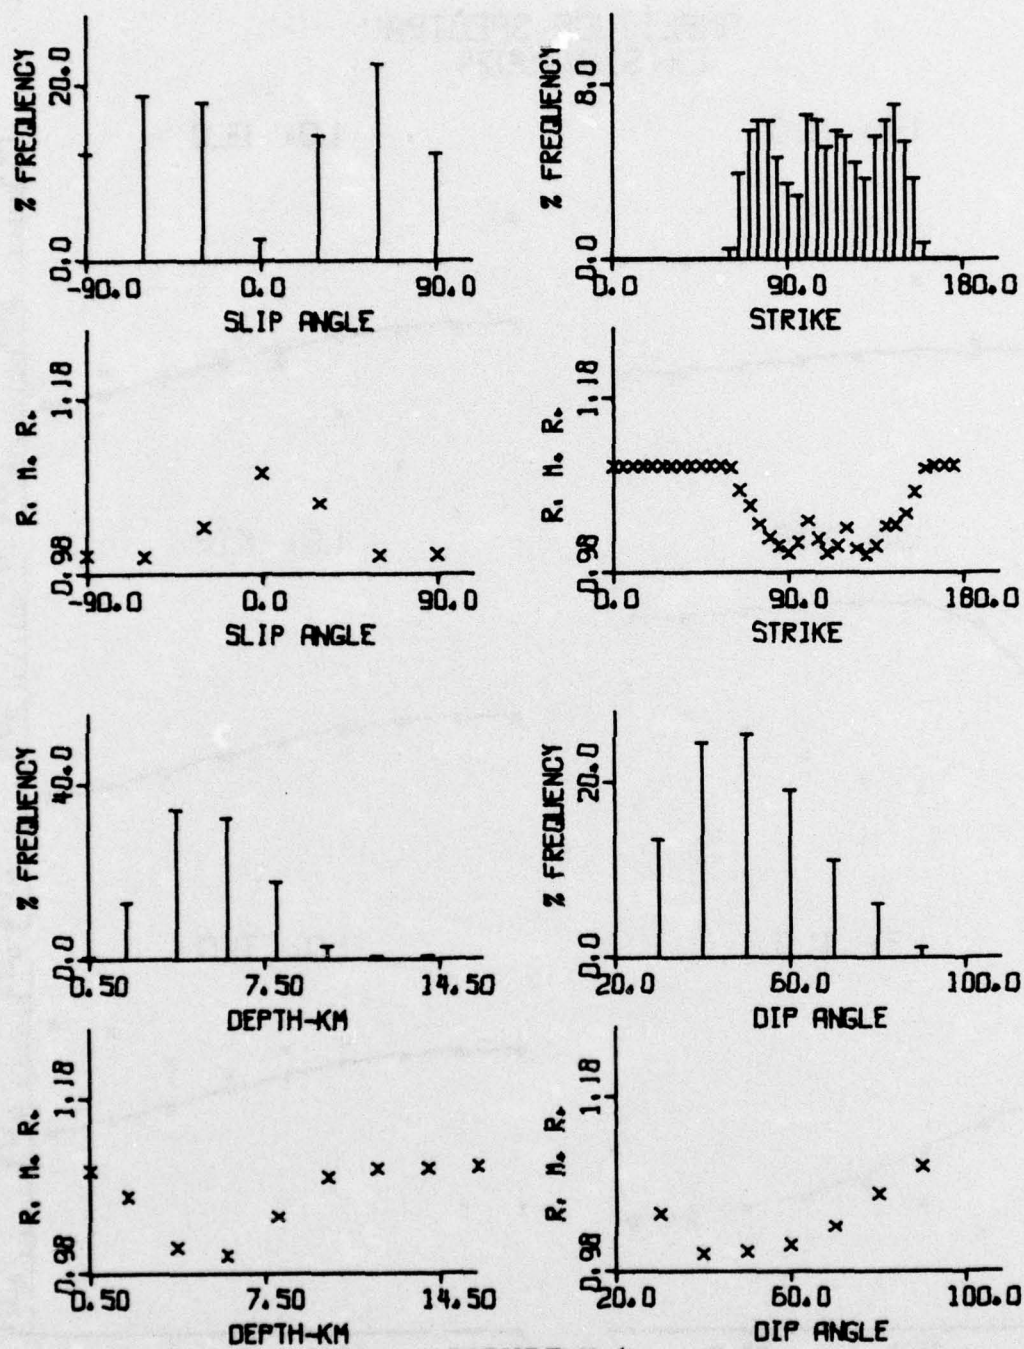 % FREQUENCY
20.0
0.0
-90.0 0.0 90.0
SLIP ANGLE
% FREQUENCY
8.0
0.0
0.0 90.0 180.0
STRIKE
R. M. R.
1.18
0.98
-90.0 0.0 90.0
SLIP ANGLE
R. M. R.
1.18
0.98
0.0 90.0 180.0
STRIKE
% FREQUENCY
40.0
0.0
0.50 7.50 14.50
DEPTH-KM
% FREQUENCY
20.0
0.0
20.0 60.0 100.0
DIP ANGLE
R. M. R.
1.18
0.98
0.50 7.50 14.50
DEPTH-KM
R. M. R.
1.18
0.98
20.0 60.0 100.0
DIP ANGLE